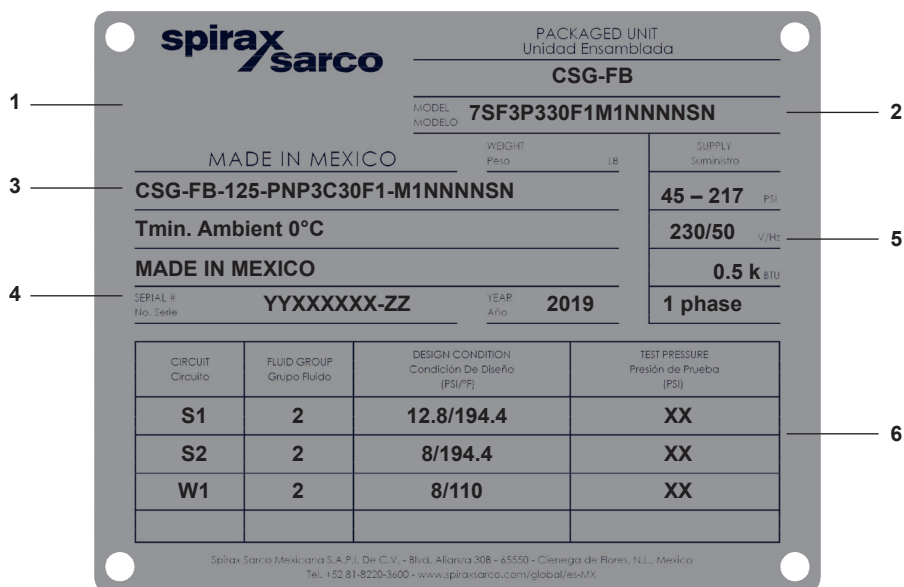 spirax
sarco
PACKAGED UNIT
Unidad Ensamblada
CSG-FB
1
MODEL
MODELO
7SF3P330F1M1NNNNSN
2
MADE IN MEXICO
WEIGHT
Peso
LB
SUPPLY
Suministro
3
CSG-FB-125-PNP3C30F1-M1NNNNSN
45 – 217 PSI
Tmin. Ambient 0°C
230/50 V/Hz
5
MADE IN MEXICO
0.5 k BTU
4
SERIAL #
No. Serie
YYXXXXXX-ZZ
YEAR
Año
2019
1 phase
CIRCUIT
Circuito
FLUID GROUP
Grupo Fluido
DESIGN CONDITION
Condición De Diseño
(PSI/°F)
TEST PRESSURE
Presión de Prueba
(PSI)
S1 2 12.8/194.4 XX
6
S2 2 8/194.4 XX
W1 2 8/110 XX
Spirax Sarco Mexicana S.A.P.I. De C.V. - Blvd. Alianza 30B - 65550 - Cienega de Flores, N.L., Mexico
Tel. +52 81-8220-3600 - www.spiraxsarco.com/global/es-MX